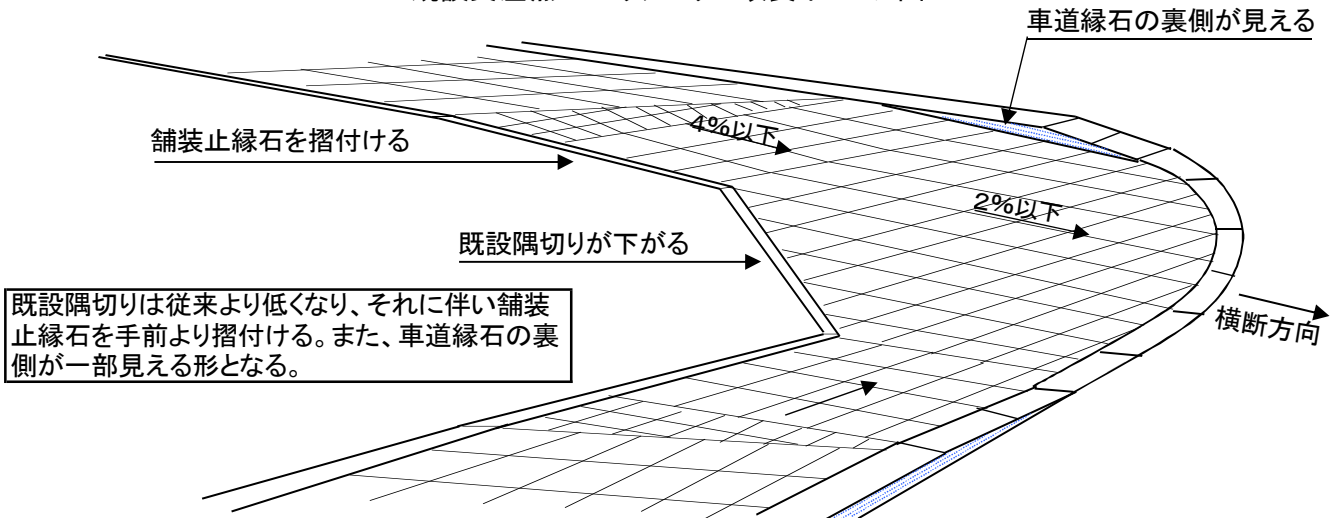 車道縁石の裏側が見える
4%以下
舗装止縁石を摺付ける
2%以下
既設隅切りが下がる
既設隅切りは従来より低くなり、それに伴い舗装
止縁石を手前より摺付ける。また、車道縁石の裏
側が一部見える形となる。
横断方向